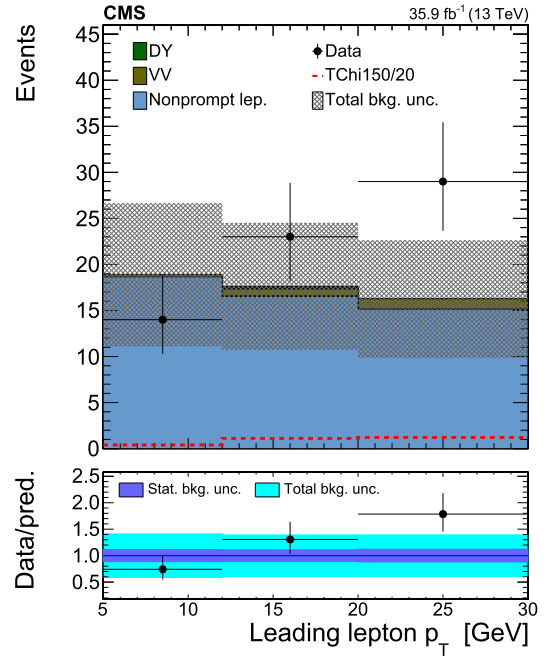 CMS 35.9 fb⁻¹ (13 TeV)
Events
DY
VV
Nonprompt lep.
Data
TChi150/20
Total bkg. unc.
45
40
35
30
25
20
15
10
5
0
Data/pred.
Stat. bkg. unc. Total bkg. unc.
2.5
2.0
1.5
1.0
0.5
5 10 15 20 25 30
Leading lepton p_T [GeV]